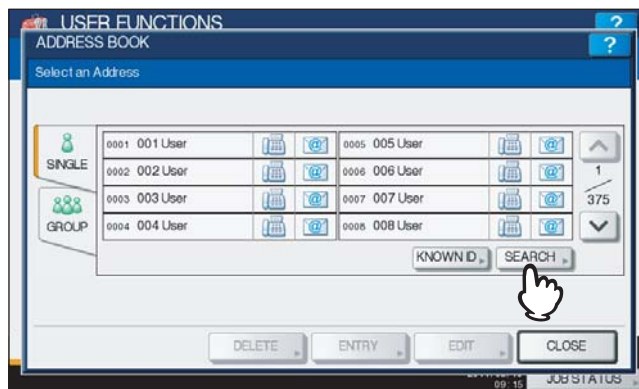 USER FUNCTIONS ?
ADDRESS BOOK ?
Select an Address
SINGLE
GROUP
0001 001 User
0002 002 User
0003 003 User
0004 004 User
0005 005 User
0006 006 User
0007 007 User
0008 008 User
1
375
KNOWN ID
SEARCH
DELETE
ENTRY
EDIT
CLOSE
09:15
JOB STATUS